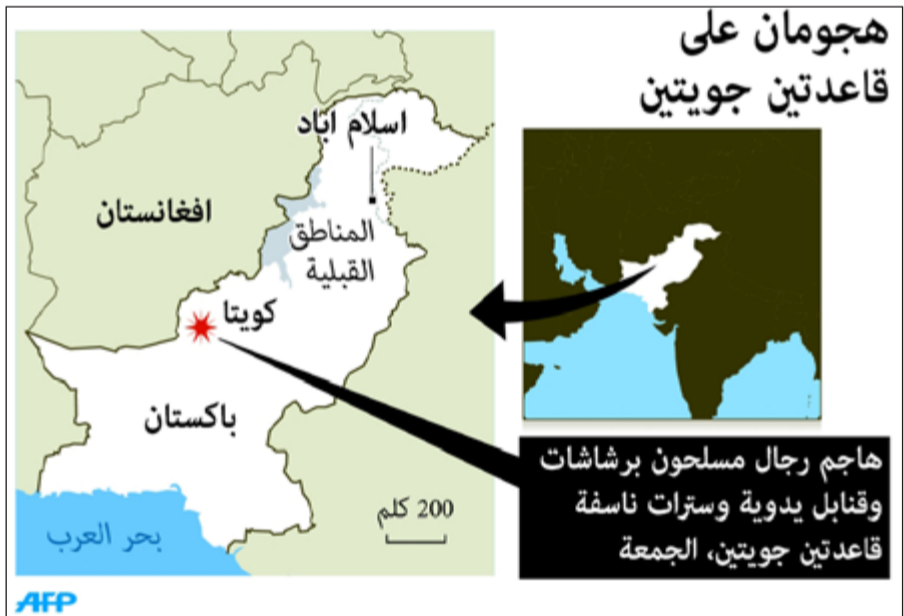 هجومان على
قاعدتين جويتين
اسلام اباد
افغانستان
المناطق
القبلية
كويتا
باكستان
200 كلم
بحر العرب
هاجم رجال مسلحون برشاشات
وقنابل يدوية وسترات ناسفة
قاعدتين جويتين، الجمعة
AFP